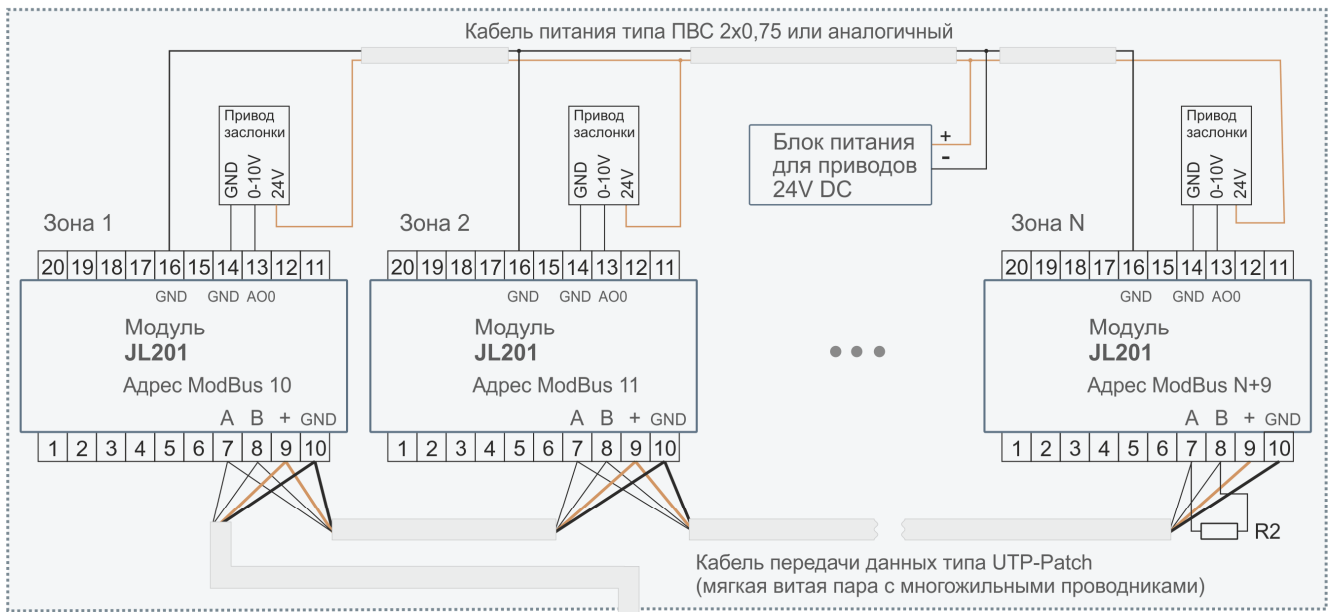 Кабель питания типа ПВС 2х0,75 или аналогичный
Привод
заслонки
GND
0-10V
24V
Привод
заслонки
GND
0-10V
24V
Блок питания
для приводов
24V DC
+
-
Привод
заслонки
GND
0-10V
24V
Зона 1
Зона 2
Зона N
20 19 18 17 16 15 14 13 12 11
GND GND AO0
Модуль
JL201
Адрес ModBus 10
A B + GND
1 2 3 4 5 6 7 8 9 10
20 19 18 17 16 15 14 13 12 11
GND GND AO0
Модуль
JL201
Адрес ModBus 11
A B + GND
1 2 3 4 5 6 7 8 9 10
20 19 18 17 16 15 14 13 12 11
GND GND AO0
Модуль
JL201
Адрес ModBus N+9
A B + GND
1 2 3 4 5 6 7 8 9 10
R2
Кабель передачи данных типа UTP-Patch
(мягкая витая пара с многожильными проводниками)